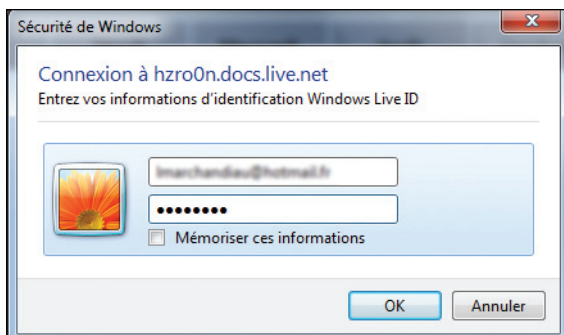 Sécurité de Windows
Connexion à hzro0n.docs.live.net
Entrez vos informations d'identification Windows Live ID
••••••••
Mémoriser ces informations
OK
Annuler